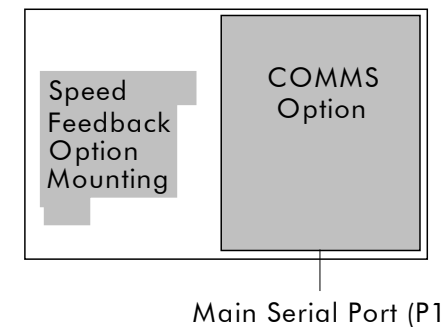 Speed
Feedback
Option
Mounting
COMMS
Option
Main Serial Port (P1